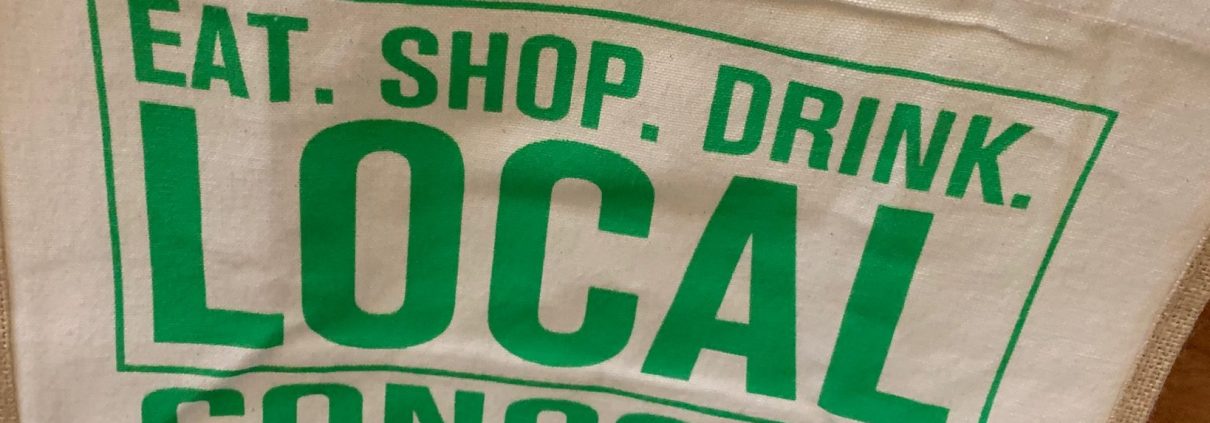 EAT. SHOP. DRINK.
LOCAL